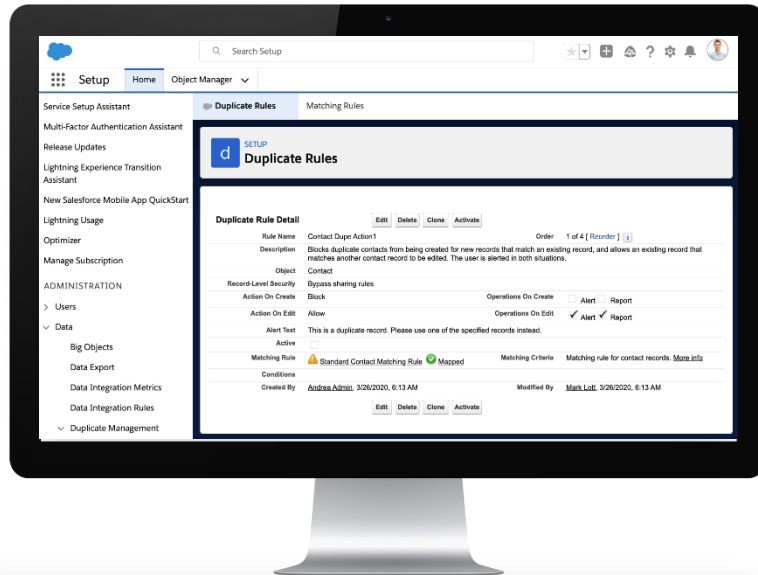 Search Setup
Setup Home Object Manager
Service Setup Assistant
Multi-Factor Authentication Assistant
Release Updates
Lightning Experience Transition
Assistant
New Salesforce Mobile App QuickStart
Lightning Usage
Optimizer
Manage Subscription
ADMINISTRATION
Users
Data
Big Objects
Data Export
Data Integration Metrics
Data Integration Rules
Duplicate Management
Duplicate Rules Matching Rules
d
SETUP
Duplicate Rules
Duplicate Rule Detail Edit Delete Clone Activate
Rule Name Contact Dupe Action1 Order 1 of 4 [ Reorder ] i
Description Blocks duplicate contacts from being created for new records that match an existing record, and allows an existing record that
matches another contact record to be edited. The user is alerted in both situations.
Object Contact
Record-Level Security Bypass sharing rules
Action On Create Block Operations On Create Alert Report
Action On Edit Allow Operations On Edit Alert Report
Alert Text This is a duplicate record. Please use one of the specified records instead.
Active
Matching Rule Standard Contact Matching Rule Mapped Matching Criteria Matching rule for contact records. More info
Conditions
Created By Andrea Admin, 3/26/2020, 6:13 AM Modified By Mark Lott, 3/26/2020, 6:13 AM
Edit Delete Clone Activate